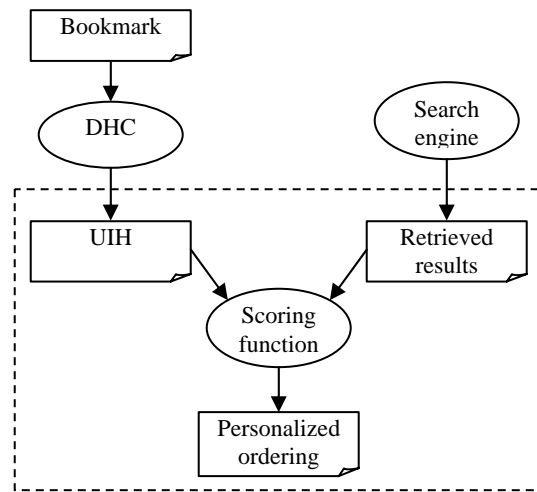 Bookmark
DHC
Search
engine
UIH
Retrieved
results
Scoring
function
Personalized
ordering